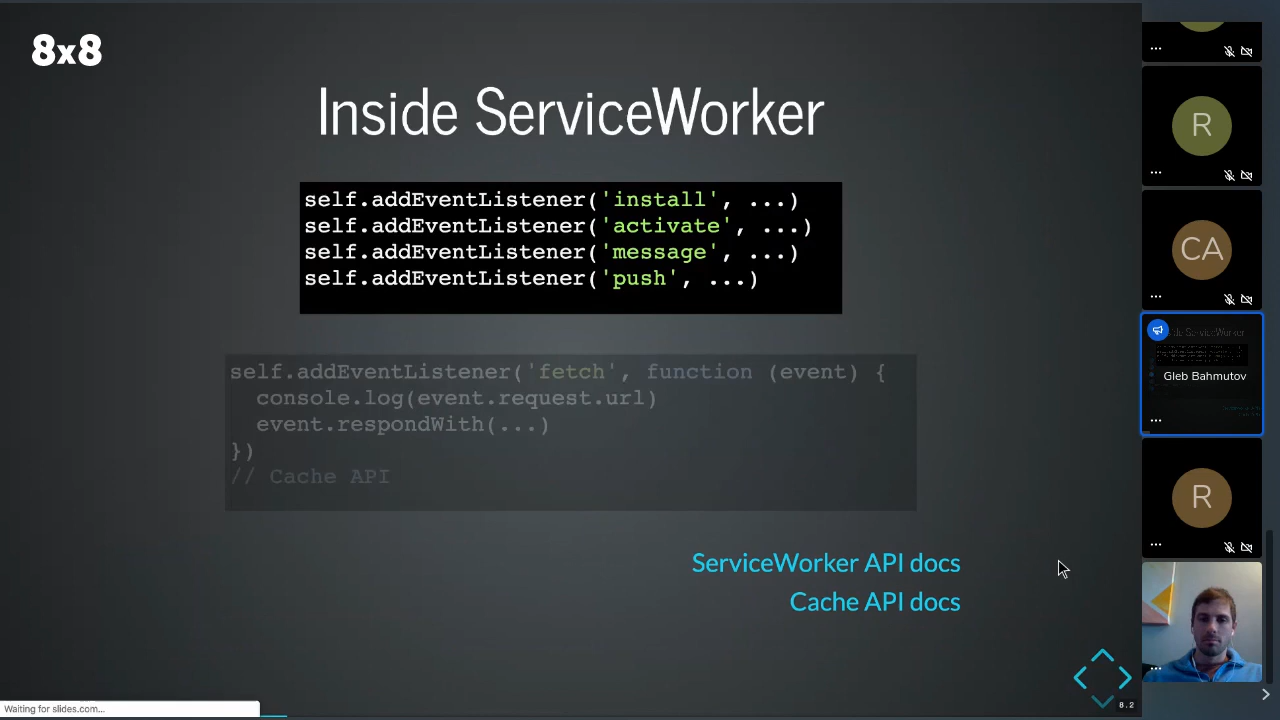 8x8
Inside ServiceWorker
self.addEventListener('install', ...)
self.addEventListener('activate', ...)
self.addEventListener('message', ...)
self.addEventListener('push', ...)
self.addEventListener('fetch', function (event) {
console.log(event.request.url)
event.respondWith(...)
})
// Cache API
ServiceWorker API docs
Cache API docs
8.2
Waiting for slides.com...
R
CA
Gleb Bahmutov
R